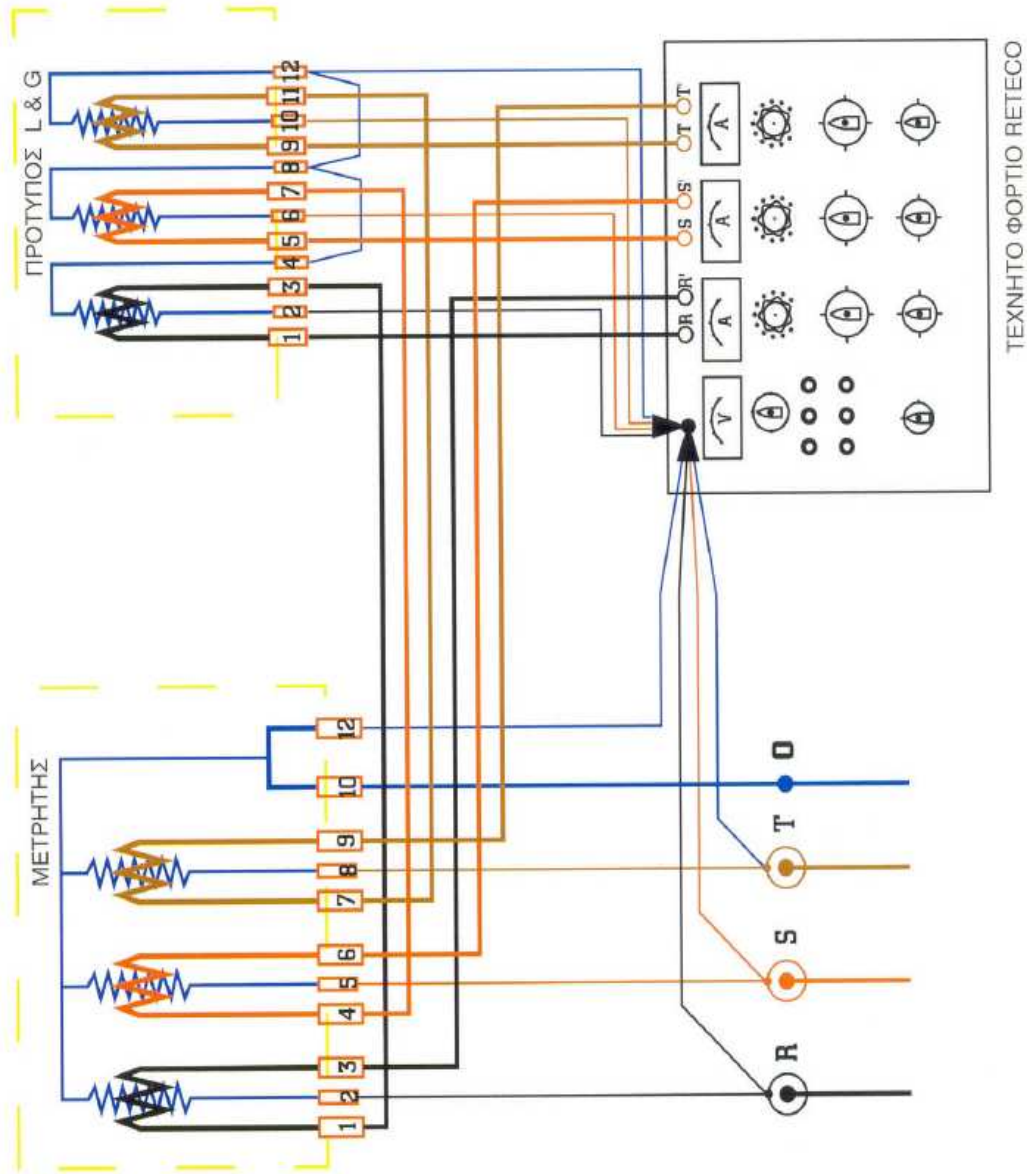 ΠΡΟΤΥΠΟΣ L & G
1 2 3 4 5 6 7 8 9 10 11 12
ΜΕΤΡΗΤΗΣ
1 2 3 4 5 6 7 8 9 10 12
R R' S S' T T'
V A A A
ΤΕΧΝΗΤΟ ΦΟΡΤΙΟ RETECO
R S T 0